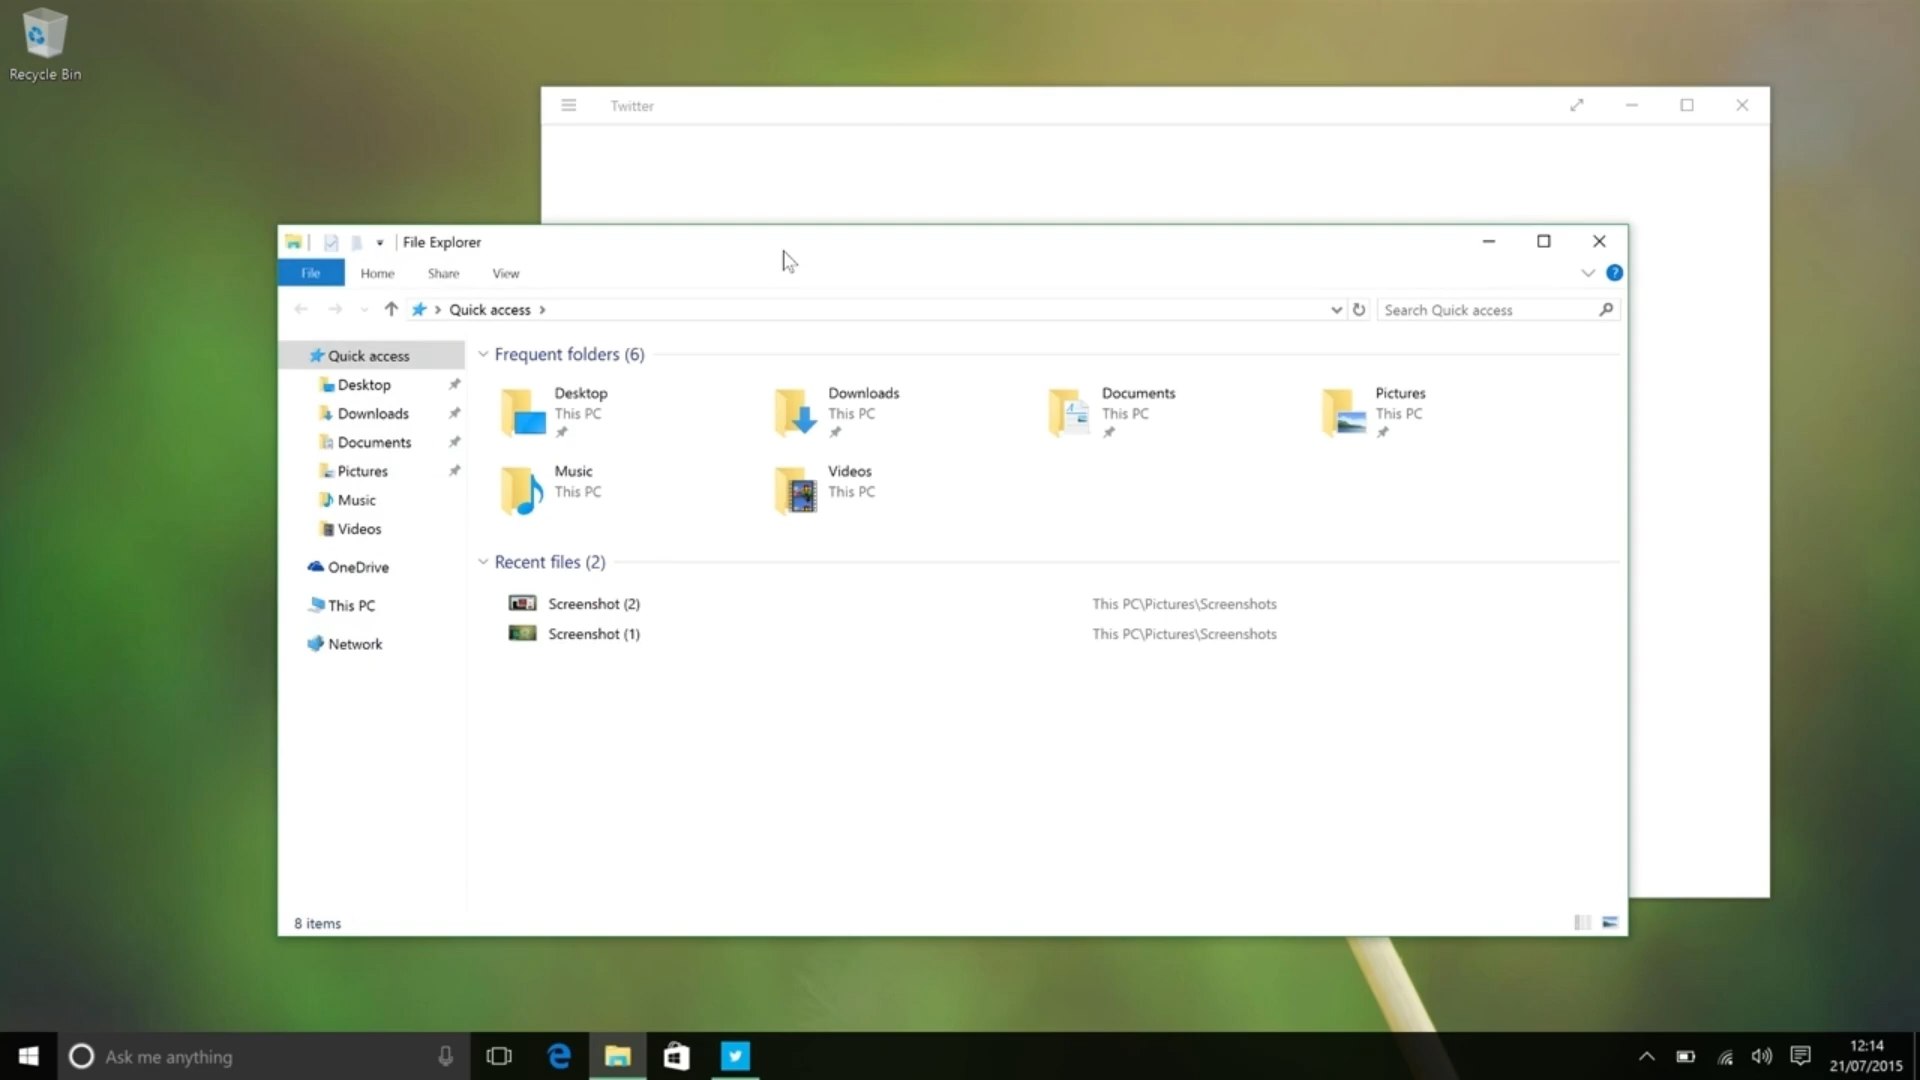 Recycle Bin
Twitter
File Explorer
File
Home
Share
View
Quick access
Search Quick access
Quick access
Desktop
Downloads
Documents
Pictures
Music
Videos
OneDrive
This PC
Network
Frequent folders (6)
Desktop
This PC
Downloads
This PC
Documents
This PC
Pictures
This PC
Music
This PC
Videos
This PC
Recent files (2)
Screenshot (2)
This PC\Pictures\Screenshots
Screenshot (1)
This PC\Pictures\Screenshots
8 items
Ask me anything
12:14
21/07/2015